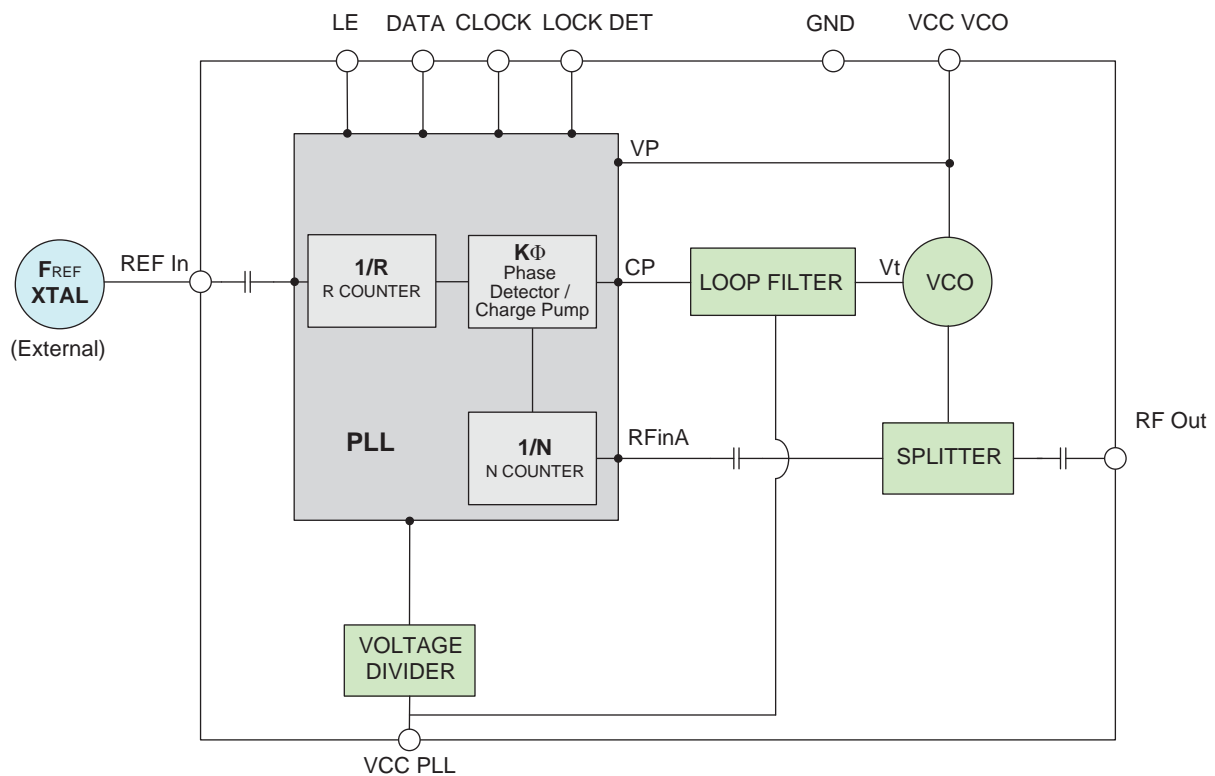 LE
DATA
CLOCK
LOCK DET
GND
VCC VCO
VP
FREF
XTAL
(External)
REF In
1/R
R COUNTER
KΦ
Phase
Detector /
Charge Pump
CP
LOOP FILTER
Vt
VCO
PLL
1/N
N COUNTER
RFinA
SPLITTER
RF Out
VOLTAGE
DIVIDER
VCC PLL